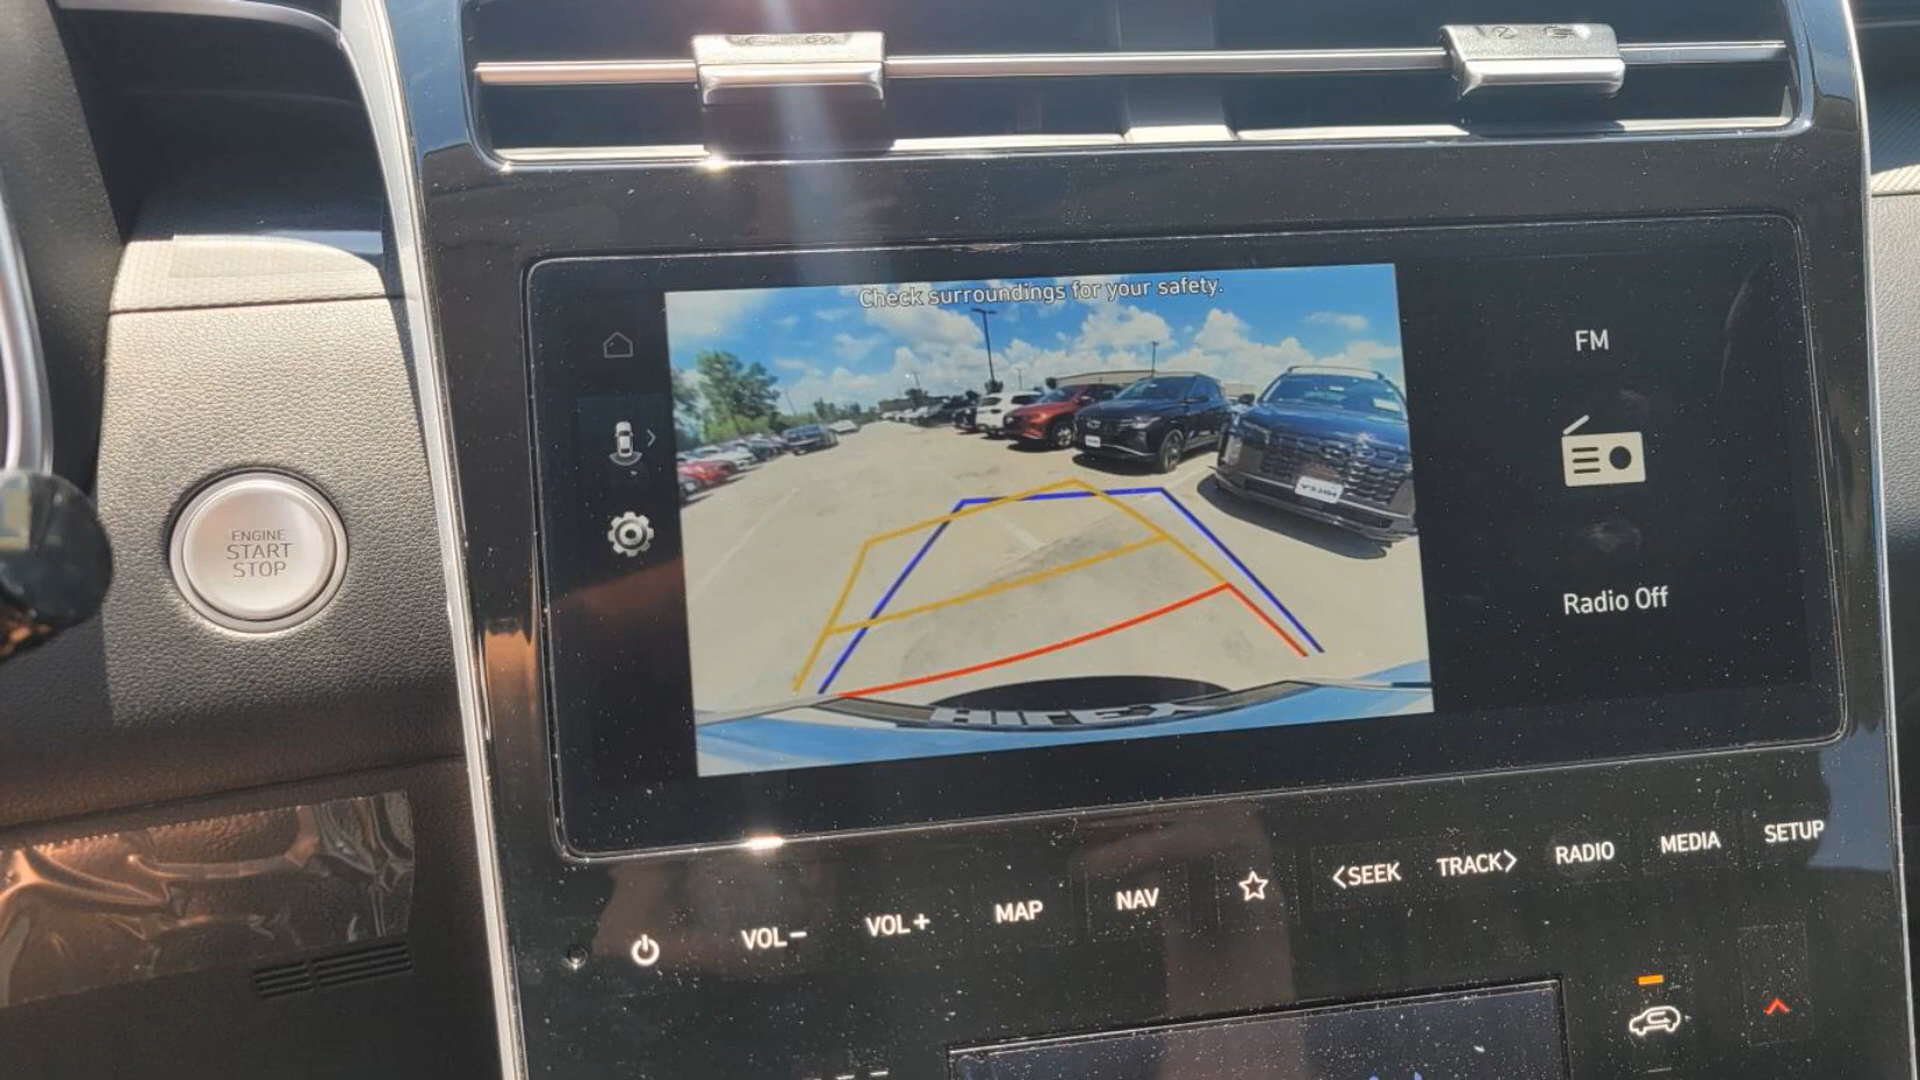 Check surroundings for your safety.
FM
Radio Off
ENGINE
START
STOP
VOL−
VOL+
MAP
NAV
<SEEK
TRACK>
RADIO
MEDIA
SETUP